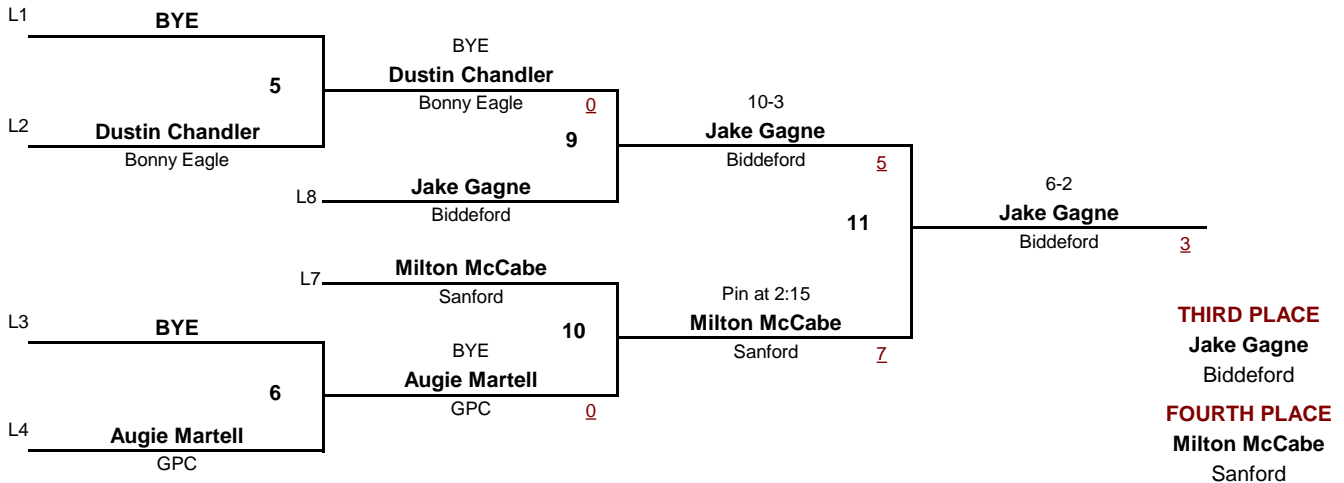 L1
BYE
5
L2
Dustin Chandler
Bonny Eagle
BYE
Dustin Chandler
Bonny Eagle
0
9
L8
Jake Gagne
Biddeford
10-3
Jake Gagne
Biddeford
5
11
6-2
Jake Gagne
Biddeford
3
L7
Milton McCabe
Sanford
10
Pin at 2:15
Milton McCabe
Sanford
7
L3
BYE
6
L4
Augie Martell
GPC
BYE
Augie Martell
GPC
0
THIRD PLACE
Jake Gagne
Biddeford
FOURTH PLACE
Milton McCabe
Sanford